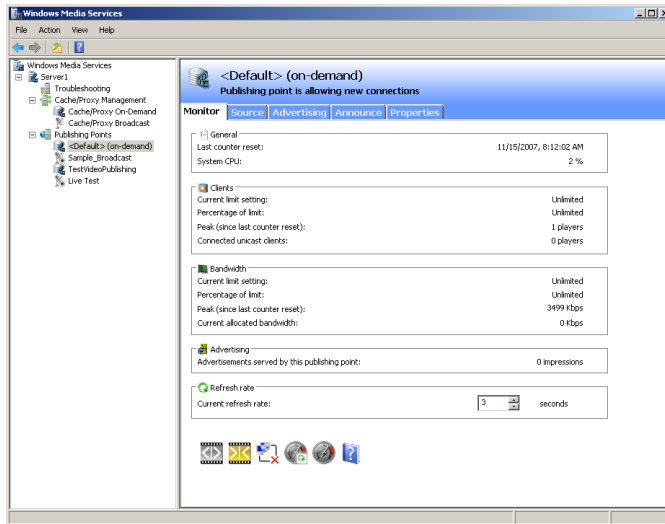 Windows Media Services
File Action View Help
Windows Media Services
Server1
Troubleshooting
Cache/Proxy Management
Cache/Proxy On-Demand
Cache/Proxy Broadcast
Publishing Points
<Default> (on-demand)
Sample_Broadcast
TestVideoPublishing
Live Test
<Default> (on-demand)
Publishing point is allowing new connections
Monitor Source Advertising Announce Properties
General
Last counter reset: 11/15/2007, 8:12:02 AM
System CPU: 2 %
Clients
Current limit setting: Unlimited
Percentage of limit: Unlimited
Peak (since last counter reset): 1 players
Connected unicast clients: 0 players
Bandwidth
Current limit setting: Unlimited
Percentage of limit: Unlimited
Peak (since last counter reset): 3499 Kbps
Current allocated bandwidth: 0 Kbps
Advertising
Advertisements served by this publishing point: 0 impressions
Refresh rate
Current refresh rate: 3 seconds